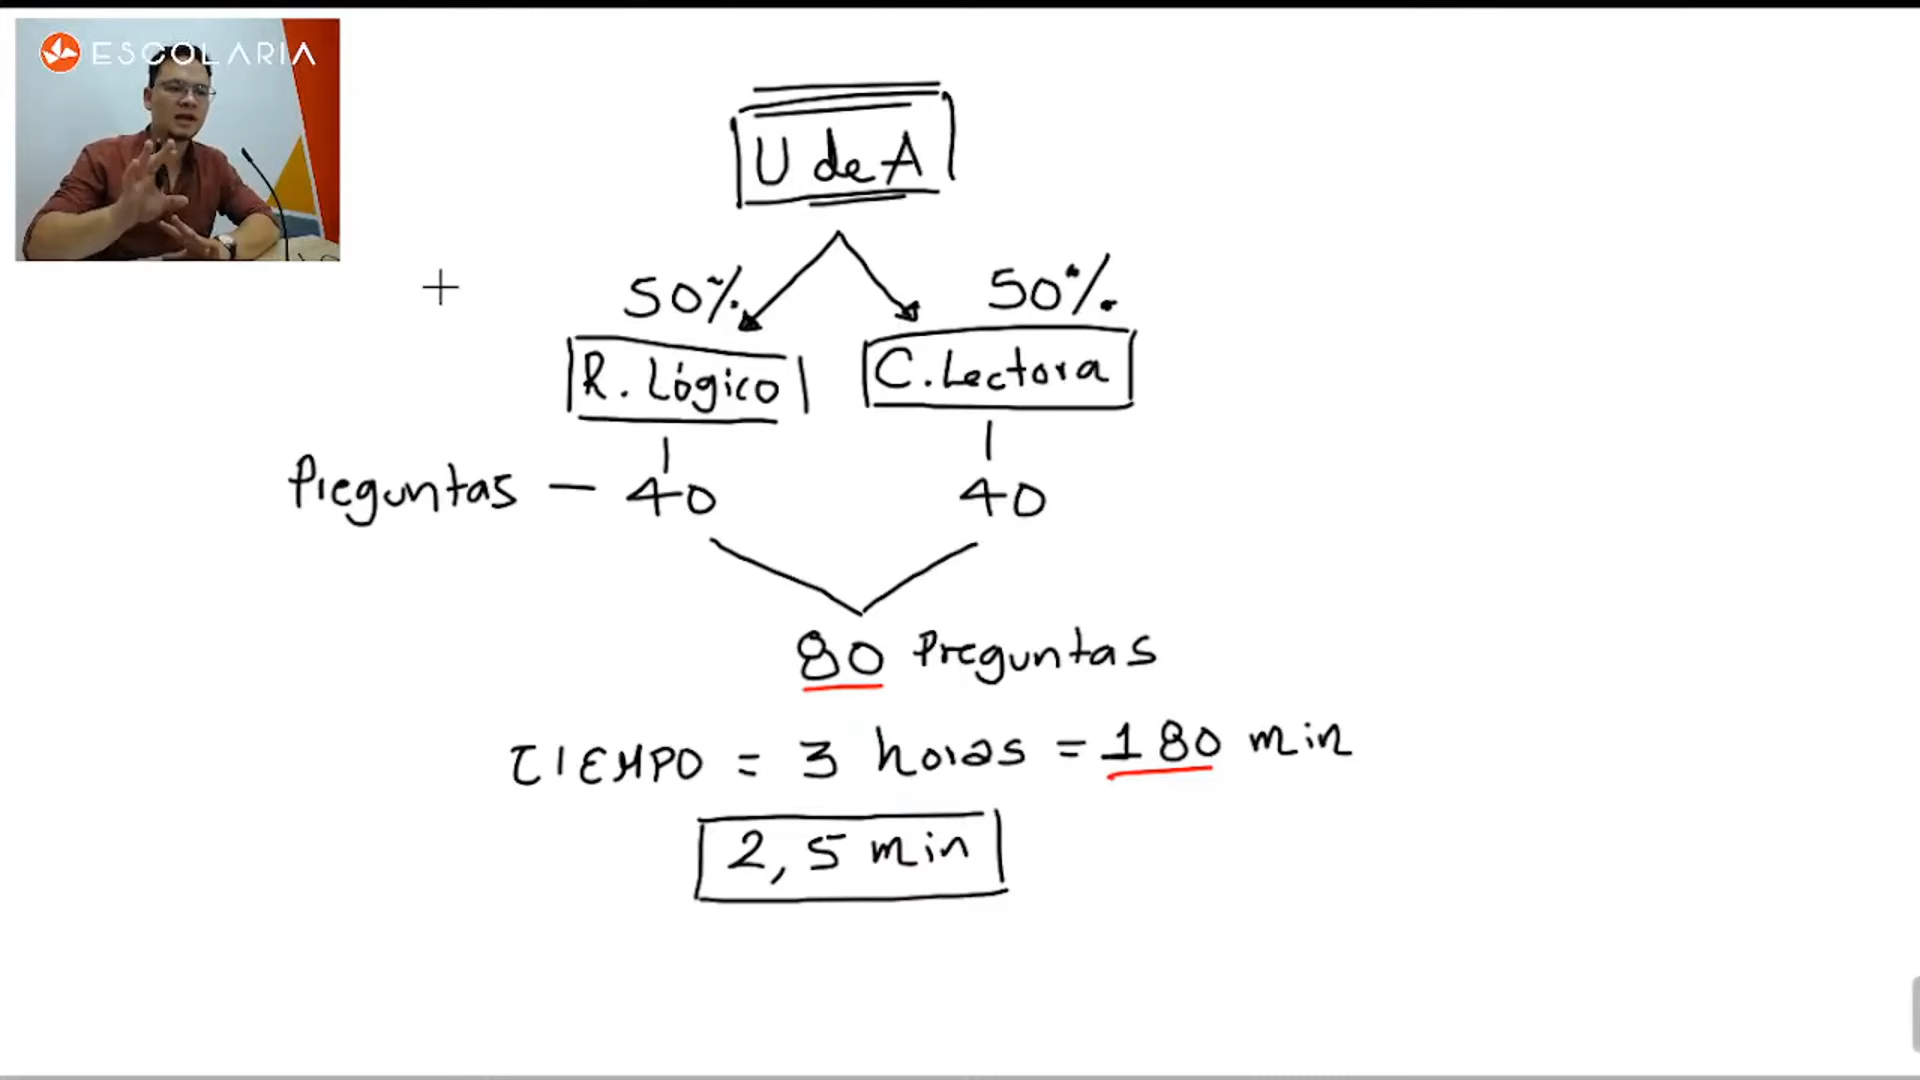 ESCOLARIA
U de A
50% 50%
R. Lógico C. Lectora
Preguntas - 40 40
80 Preguntas
TIEMPO = 3 horas = 180 min
2,5 min